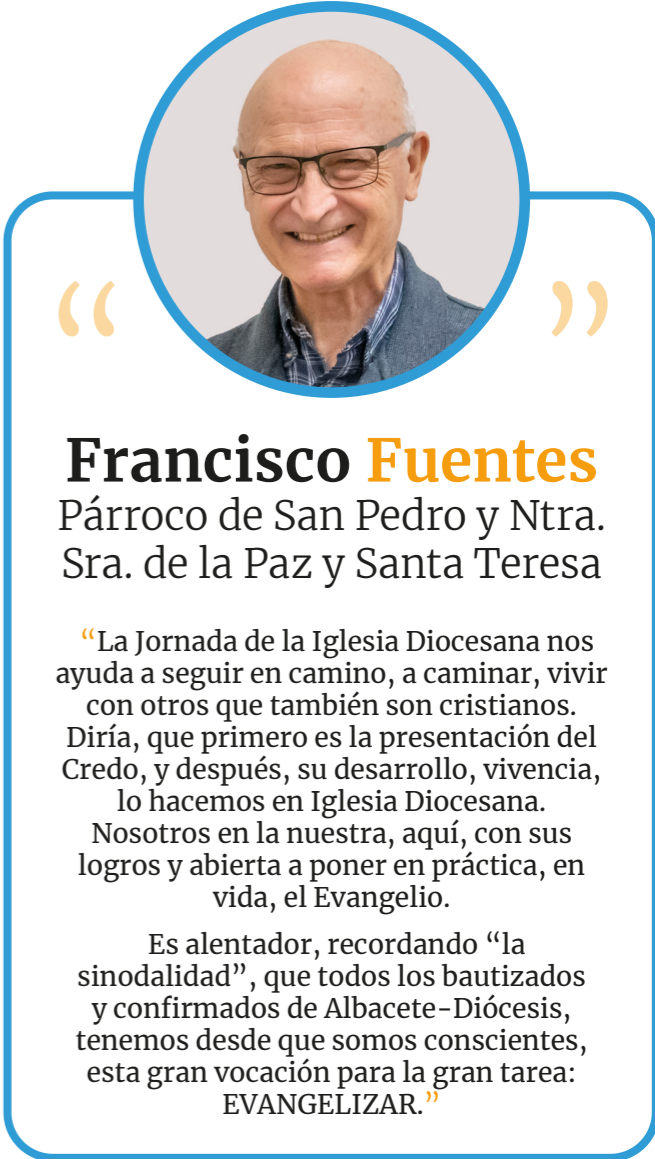 “ ”
Francisco Fuentes
Párroco de San Pedro y Ntra.
Sra. de la Paz y Santa Teresa
“La Jornada de la Iglesia Diocesana nos
ayuda a seguir en camino, a caminar, vivir
con otros que también son cristianos.
Diría, que primero es la presentación del
Credo, y después, su desarrollo, vivencia,
lo hacemos en Iglesia Diocesana.
Nosotros en la nuestra, aquí, con sus
logros y abierta a poner en práctica, en
vida, el Evangelio.
Es alentador, recordando “la
sinodalidad”, que todos los bautizados
y confirmados de Albacete-Diócesis,
tenemos desde que somos conscientes,
esta gran vocación para la gran tarea:
EVANGELIZAR.”